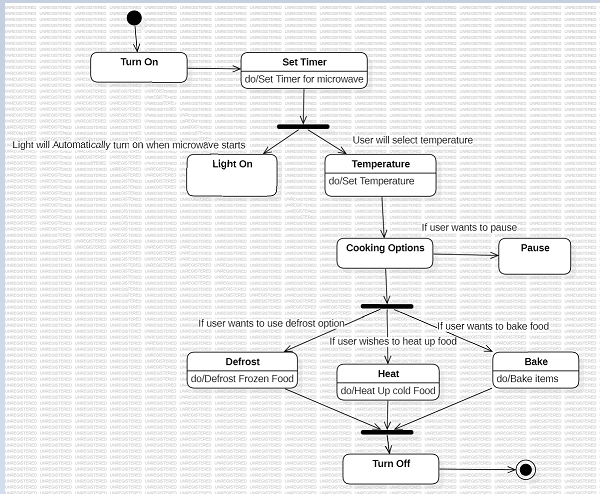 Turn On
Set Timer
do/Set Timer for microwave
Light will Automatically turn on when microwave starts
User will select temperature
Light On
Temperature
do/Set Temperature
If user wants to pause
Cooking Options
Pause
If user wants to use defrost option
If user wants to bake food
If user wishes to heat up food
Defrost
do/Defrost Frozen Food
Heat
do/Heat Up cold Food
Bake
do/Bake items
Turn Off